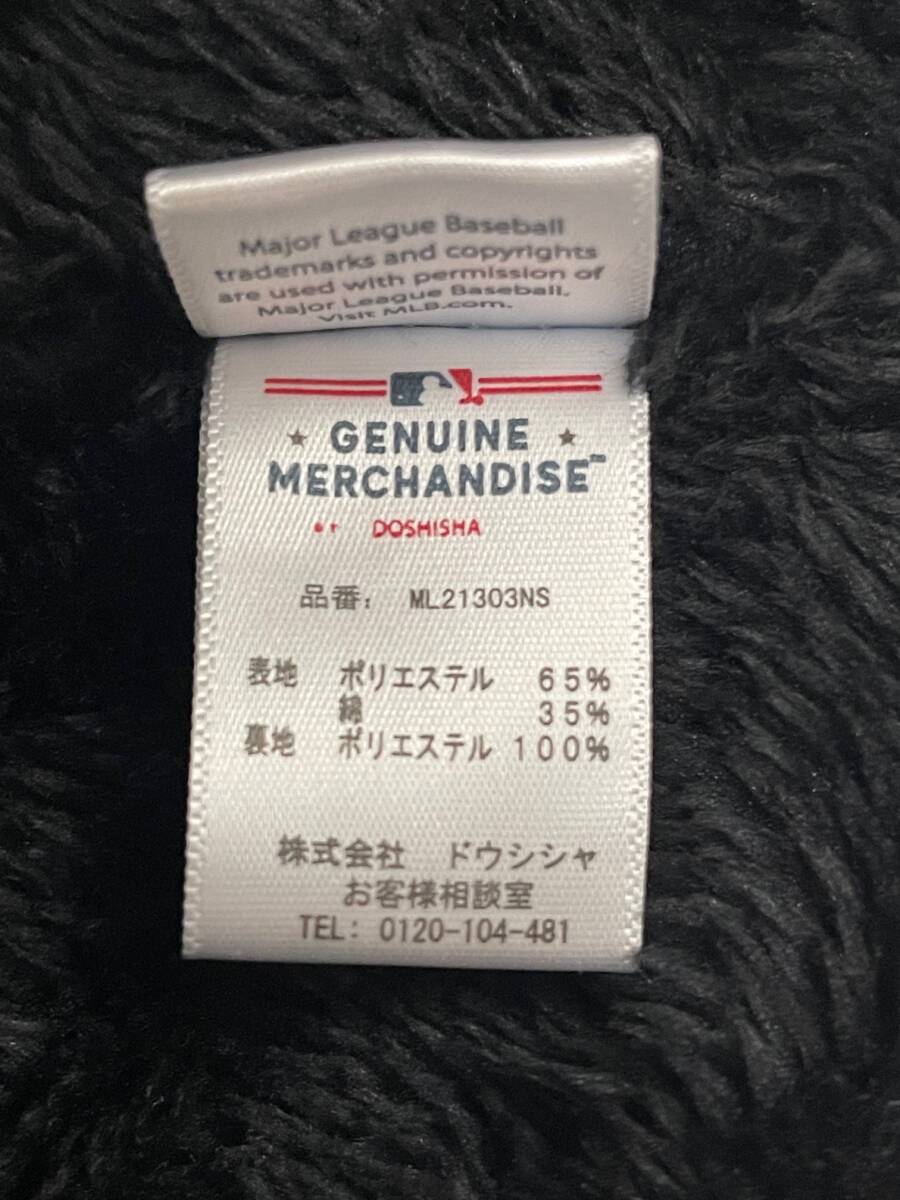 Major League Baseball
trademarks and copyrights
are used with permission of
Major League Baseball.
Visit MLB.com.
GENUINE
MERCHANDISE™
DOSHISHA
品番: ML21303NS
表地 ポリエステル 65%
綿 35%
裏地 ポリエステル 100%
株式会社 ドウシシャ
お客様相談室
TEL: 0120-104-481